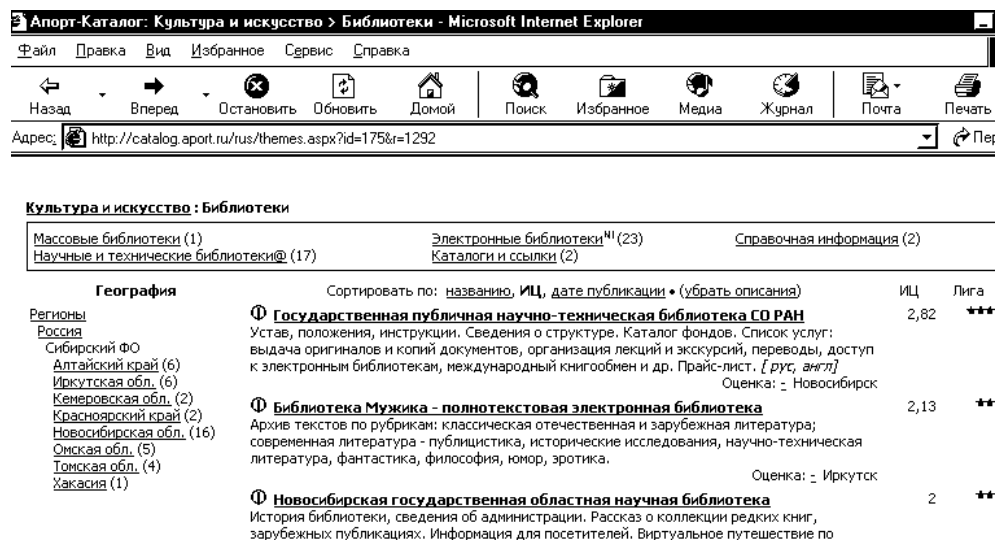 Апорт-Каталог: Культура и искусство > Библиотеки - Microsoft Internet Explorer
Файл Правка Вид Избранное Сервис Справка
Назад Вперед Остановить Обновить Домой Поиск Избранное Медиа Журнал Почта Печать
Адрес: http://catalog.aport.ru/rus/themes.aspx?id=175&r=1292 Пер
Культура и искусство : Библиотеки
Массовые библиотеки (1) Электронные библиотеки NI (23) Справочная информация (2)
Научные и технические библиотеки@ (17) Каталоги и ссылки (2)
География
Регионы
Россия
Сибирский ФО
Алтайский край (6)
Иркутская обл. (6)
Кемеровская обл. (2)
Красноярский край (2)
Новосибирская обл. (16)
Омская обл. (5)
Томская обл. (4)
Хакасия (1)
Сортировать по: названию, ИЦ, дате публикации • (убрать описания) ИЦ Лига
Государственная публичная научно-техническая библиотека СО РАН 2,82 ***
Устав, положения, инструкции. Сведения о структуре. Каталог фондов. Список услуг:
выдача оригиналов и копий документов, организация лекций и экскурсий, переводы, доступ
к электронным библиотекам, международный книгообмен и др. Прайс-лист. [ рус, англ]
Оценка: - Новосибирск
Библиотека Мужика - полнотекстовая электронная библиотека 2,13 **
Архив текстов по рубрикам: классическая отечественная и зарубежная литература;
современная литература - публицистика, исторические исследования, научно-техническая
литература, фантастика, философия, юмор, эротика.
Оценка: - Иркутск
Новосибирская государственная областная научная библиотека 2 **
История библиотеки, сведения об администрации. Рассказ о коллекции редких книг,
зарубежных публикациях. Информация для посетителей. Виртуальное путешествие по